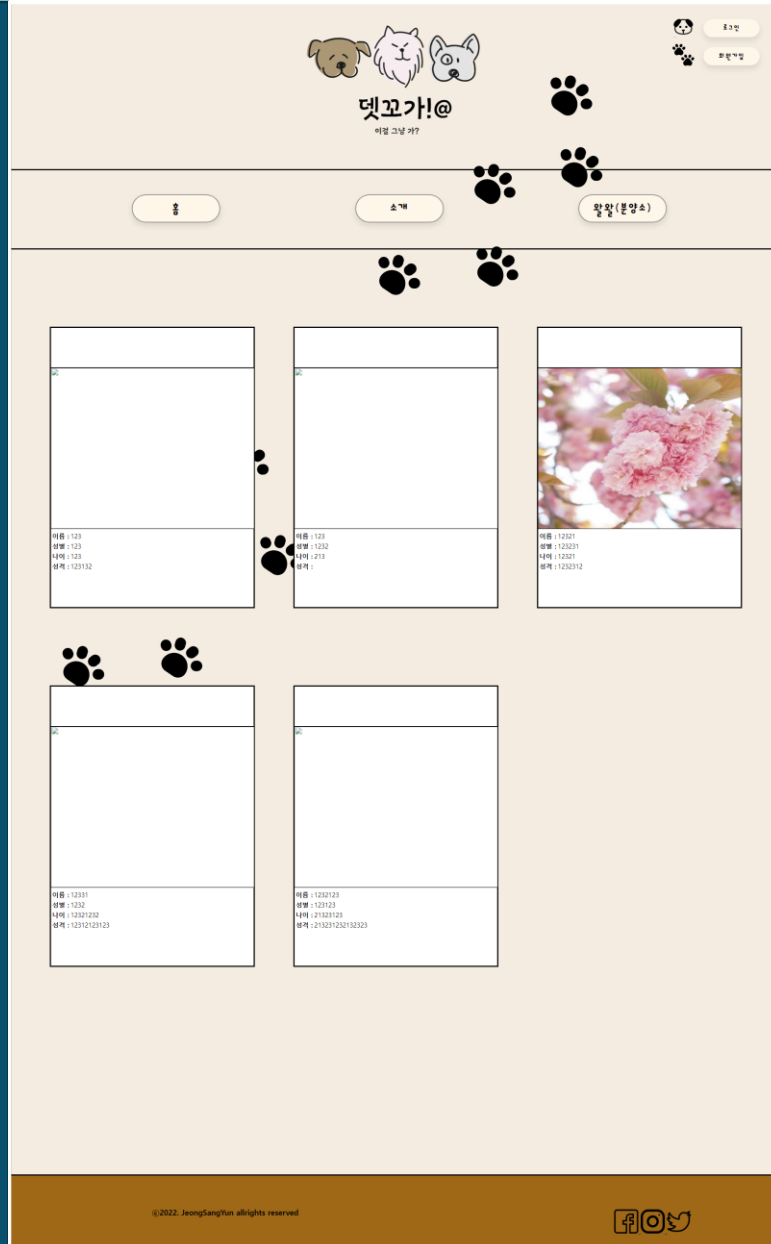 로그인
회원가입
뎃꼬가!@
이걸 그냥 가?
홈
소개
왈왈(분양소)
이름 : 123
성별 : 123
나이 : 123
성격 : 123132
이름 : 123
성별 : 1232
나이 : 213
성격 :
이름 : 12321
성별 : 123231
나이 : 12321
성격 : 1232312
이름 : 12331
성별 : 1232
나이 : 12321232
성격 : 12312123123
이름 : 1232123
성별 : 123123
나이 : 21323123
성격 : 213231232132323
ⓒ2022. JeongSangYun allrights reserved